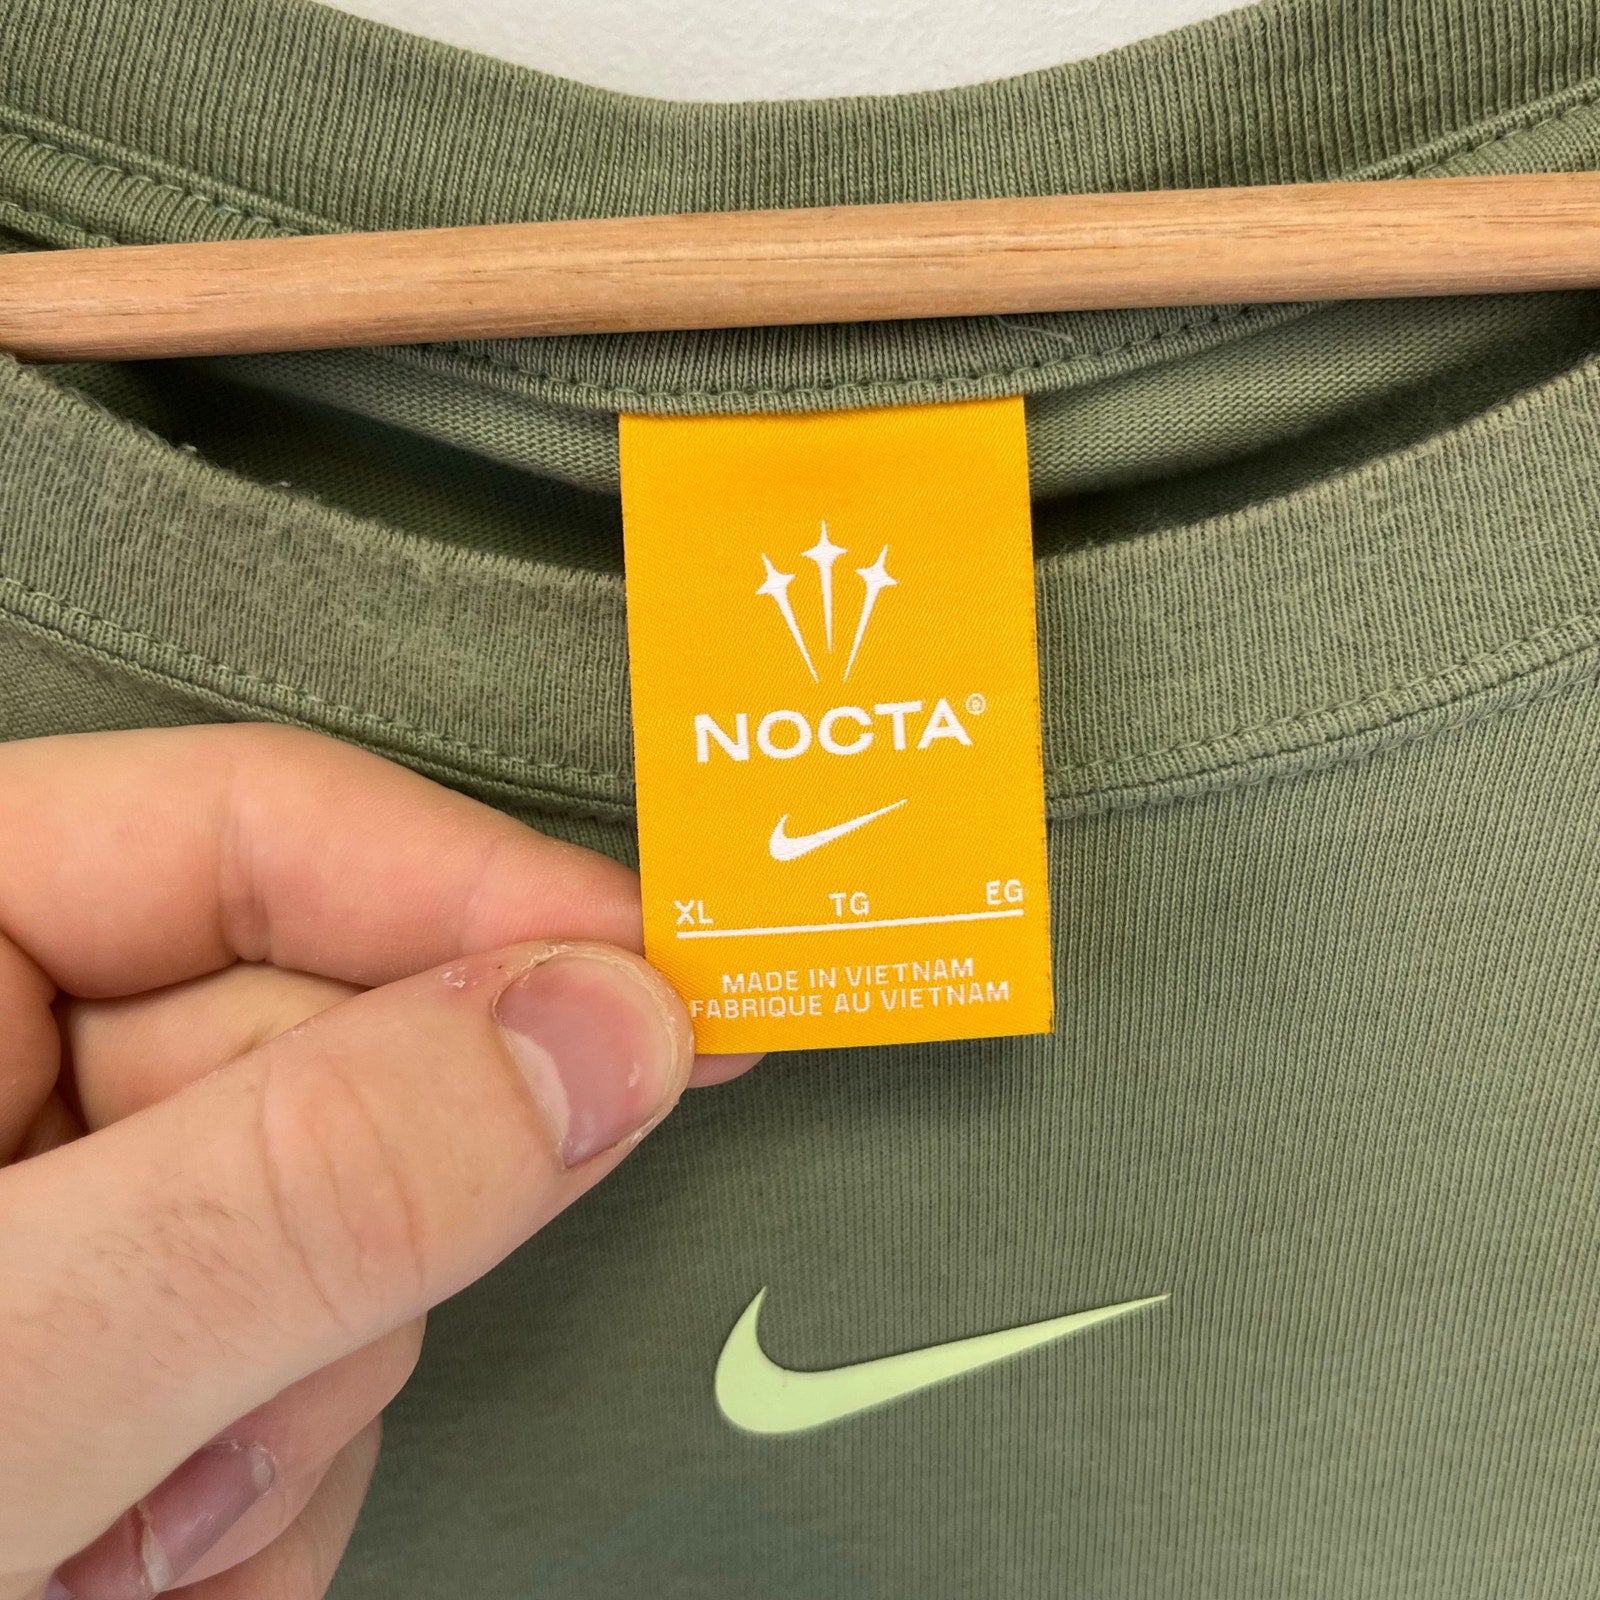 NOCTA®
XL TG EG
MADE IN VIETNAM
FABRIQUE AU VIETNAM